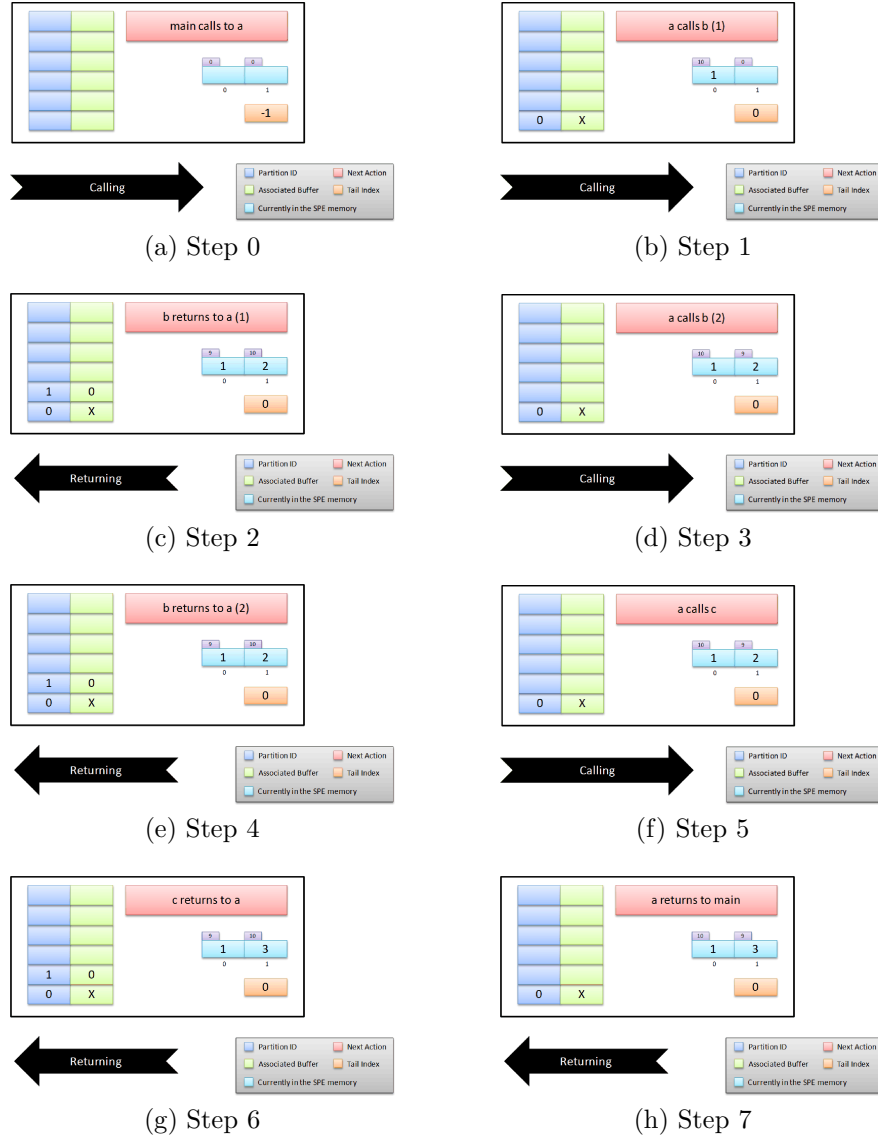 main calls to a
0 0
0 1
-1
Calling
Partition ID Next Action
Associated Buffer Tail Index
Currently in the SPE memory
(a) Step 0
a calls b (1)
10 0
1
0 1
0 X 0
Calling
Partition ID Next Action
Associated Buffer Tail Index
Currently in the SPE memory
(b) Step 1
b returns to a (1)
9 10
1 2
0 1
1 0
0 X 0
Returning
Partition ID Next Action
Associated Buffer Tail Index
Currently in the SPE memory
(c) Step 2
a calls b (2)
10 9
1 2
0 1
0 X 0
Calling
Partition ID Next Action
Associated Buffer Tail Index
Currently in the SPE memory
(d) Step 3
b returns to a (2)
9 10
1 2
0 1
1 0
0 X 0
Returning
Partition ID Next Action
Associated Buffer Tail Index
Currently in the SPE memory
(e) Step 4
a calls c
10 9
1 2
0 1
0 X 0
Calling
Partition ID Next Action
Associated Buffer Tail Index
Currently in the SPE memory
(f) Step 5
c returns to a
9 10
1 3
0 1
1 0
0 X 0
Returning
Partition ID Next Action
Associated Buffer Tail Index
Currently in the SPE memory
(g) Step 6
a returns to main
10 9
1 3
0 1
0 X 0
Returning
Partition ID Next Action
Associated Buffer Tail Index
Currently in the SPE memory
(h) Step 7